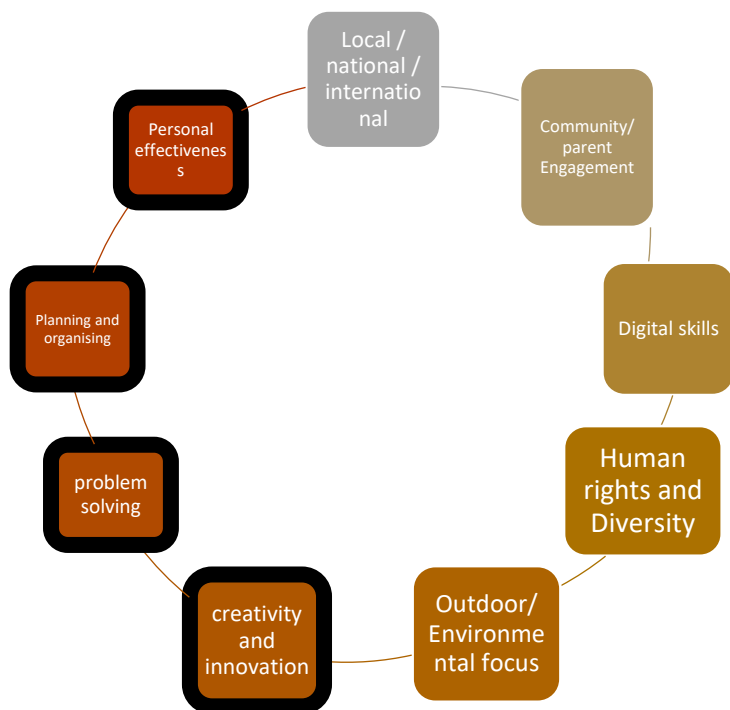 Local /
national /
internatio
nal
Community/
parent
Engagement
Digital skills
Human
rights and
Diversity
Outdoor/
Environme
ntal focus
creativity
and
innovation
problem
solving
Planning and
organising
Personal
effectivenes
s